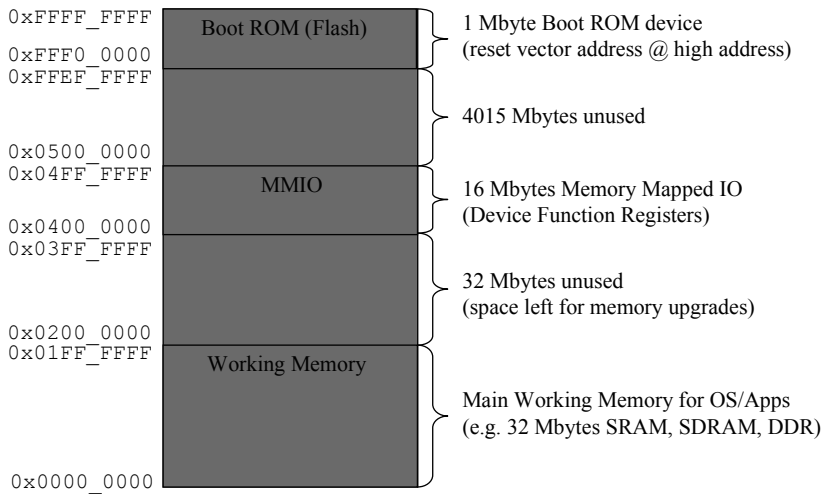 0xFFFF_FFFF
Boot ROM (Flash)
1 Mbyte Boot ROM device
(reset vector address @ high address)
0xFFF0_0000
0xFFEF_FFFF
4015 Mbytes unused
0x0500_0000
0x04FF_FFFF
MMIO
16 Mbytes Memory Mapped IO
(Device Function Registers)
0x0400_0000
0x03FF_FFFF
32 Mbytes unused
(space left for memory upgrades)
0x0200_0000
0x01FF_FFFF
Working Memory
Main Working Memory for OS/Apps
(e.g. 32 Mbytes SRAM, SDRAM, DDR)
0x0000_0000